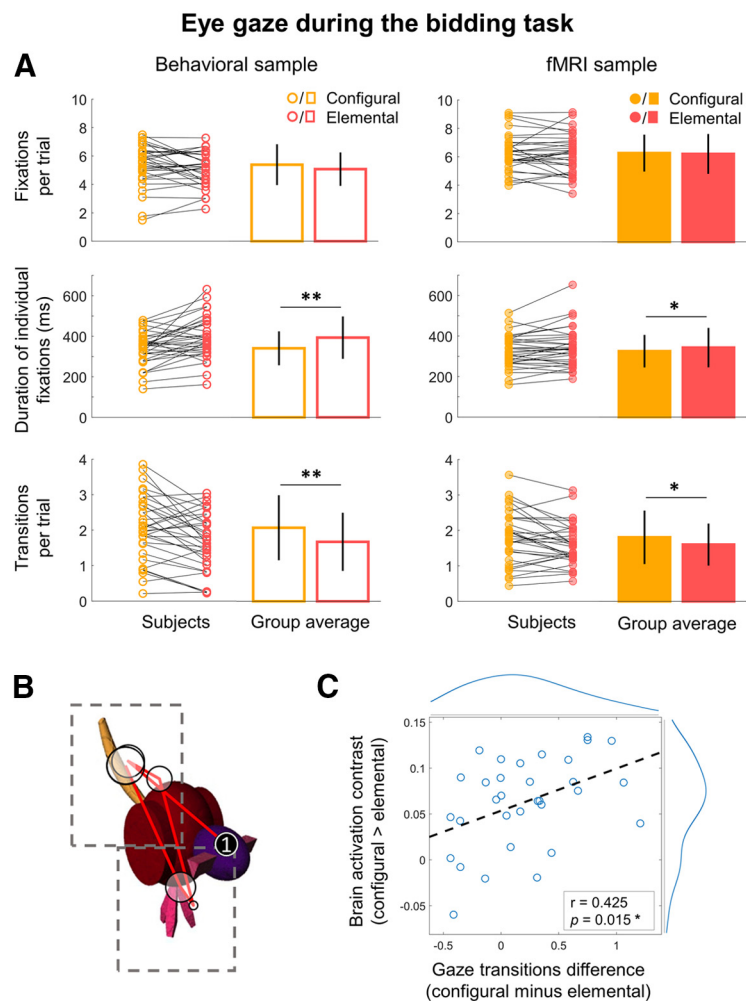 Eye gaze during the bidding task
A
Behavioral sample
fMRI sample
Fixations
per trial
10
8
6
4
2
0
/ Configural
/ Elemental
10
8
6
4
2
0
/ Configural
/ Elemental
Duration of individual
fixations (ms)
600
400
200
0
**
600
400
200
0
*
Transitions
per trial
4
3
2
1
0
**
4
3
2
1
0
*
Subjects
Group average
Subjects
Group average
B
1
C
Brain activation contrast
(configural > elemental)
0.15
0.1
0.05
0
-0.05
r = 0.425
p = 0.015 *
-0.5
0
0.5
1
Gaze transitions difference
(configural minus elemental)